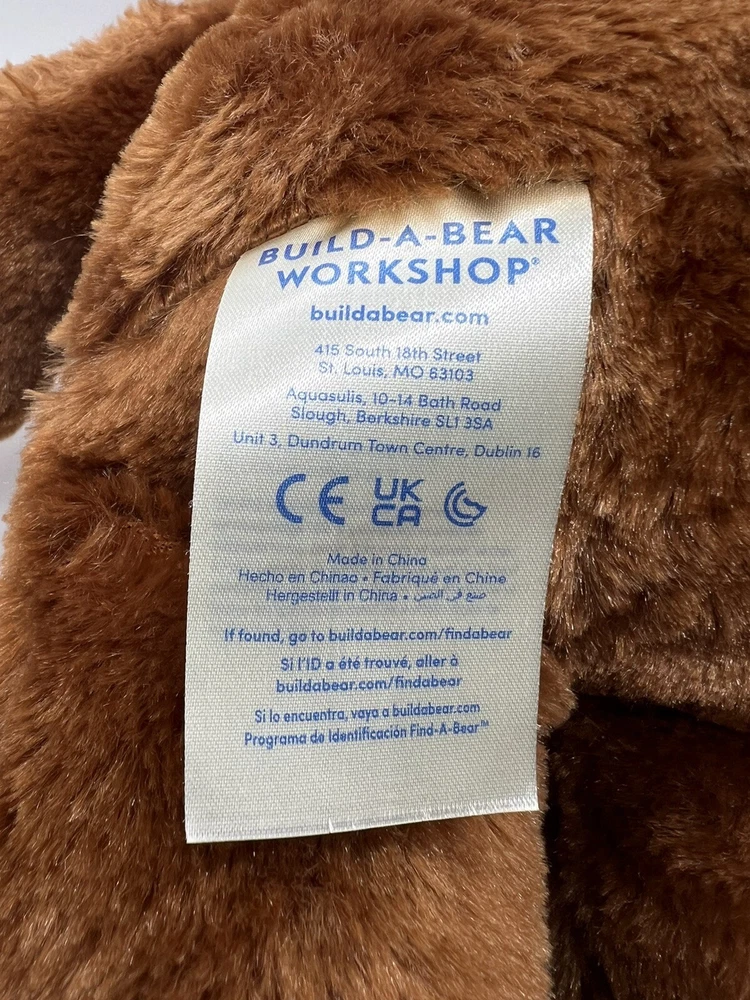 BUILD-A-BEAR
WORKSHOP®
buildabear.com
415 South 18th Street
St. Louis, MO 63103
Aquasulis, 10-14 Bath Road
Slough, Berkshire SL1 3SA
Unit 3, Dundrum Town Centre, Dublin 16
CE UK CA
Made in China
Hecho en Chinao • Fabriqué en Chine
Hergestellt in China • صنع في الصين
If found, go to buildabear.com/findabear
Si l'ID a été trouvé, aller à
buildabear.com/findabear
Si lo encuentra, vaya a buildabear.com
Programa de Identificación Find-A-Bear™